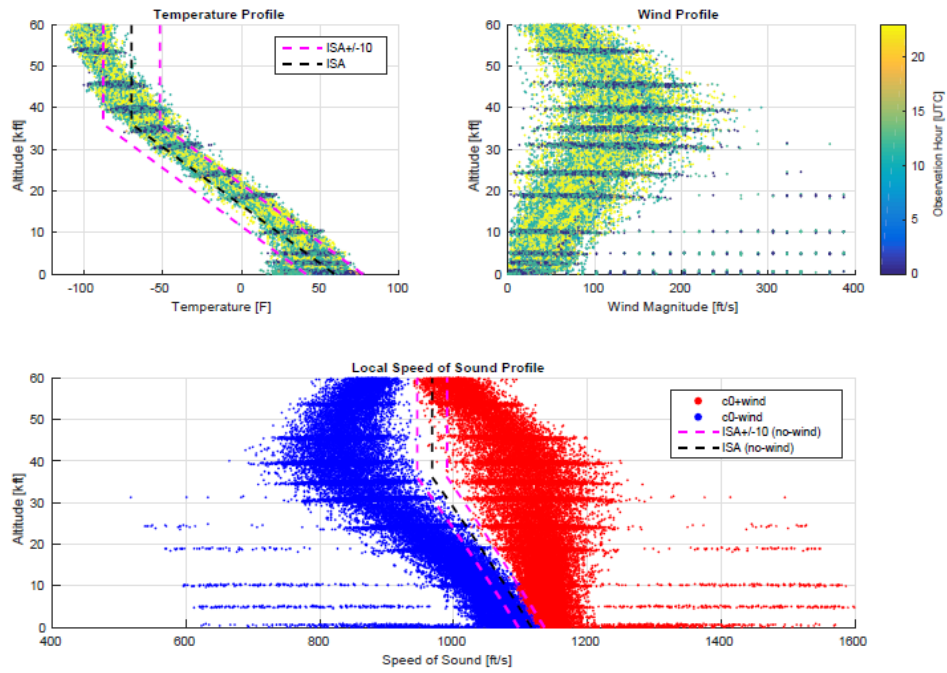 Temperature Profile
60
50
40
30
20
10
0
Altitude [kft]
-100
-50
0
50
100
Temperature [F]
ISA+/-10
ISA
Wind Profile
60
50
40
30
20
10
0
Altitude [kft]
0
100
200
300
400
Wind Magnitude [ft/s]
20
15
10
5
0
Observation Hour [UTC]
Local Speed of Sound Profile
60
50
40
30
20
10
0
Altitude [kft]
400
600
800
1000
1200
1400
1600
Speed of Sound [ft/s]
c0+wind
c0-wind
ISA+/-10 (no-wind)
ISA (no-wind)